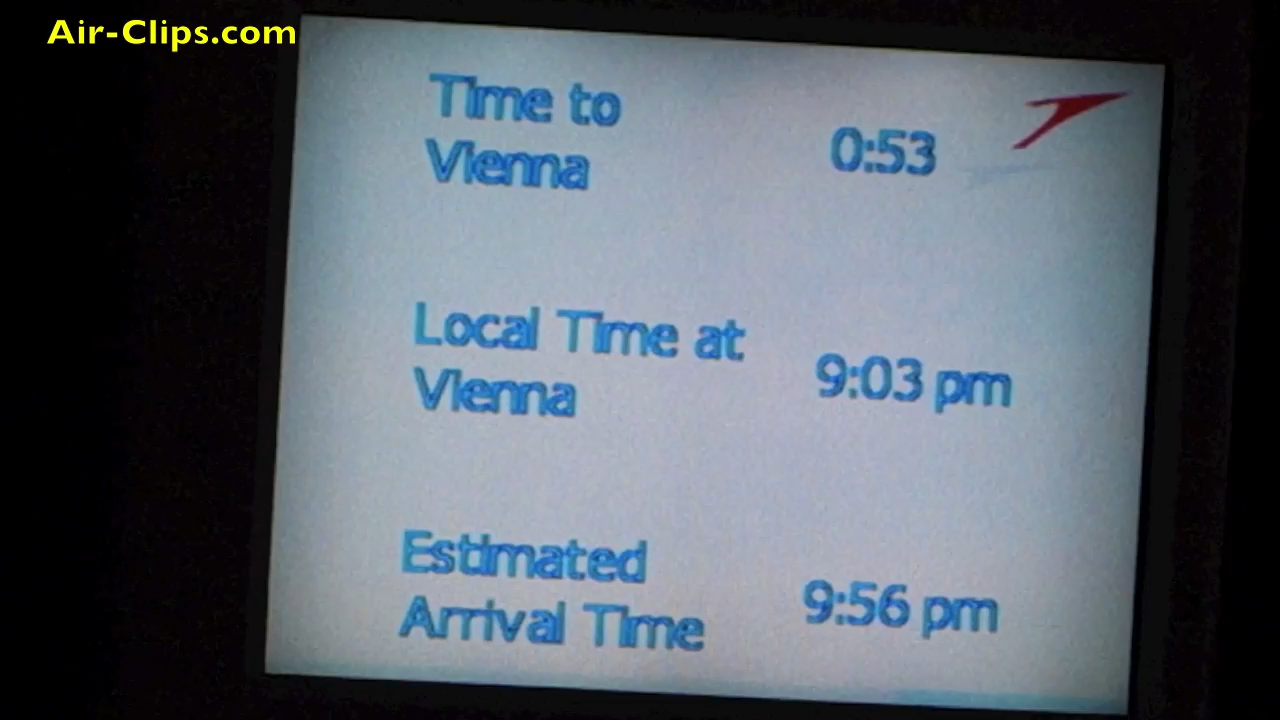 Air-Clips.com
Time to
Vienna
0:53
Local Time at
Vienna
9:03 pm
Estimated
Arrival Time
9:56 pm